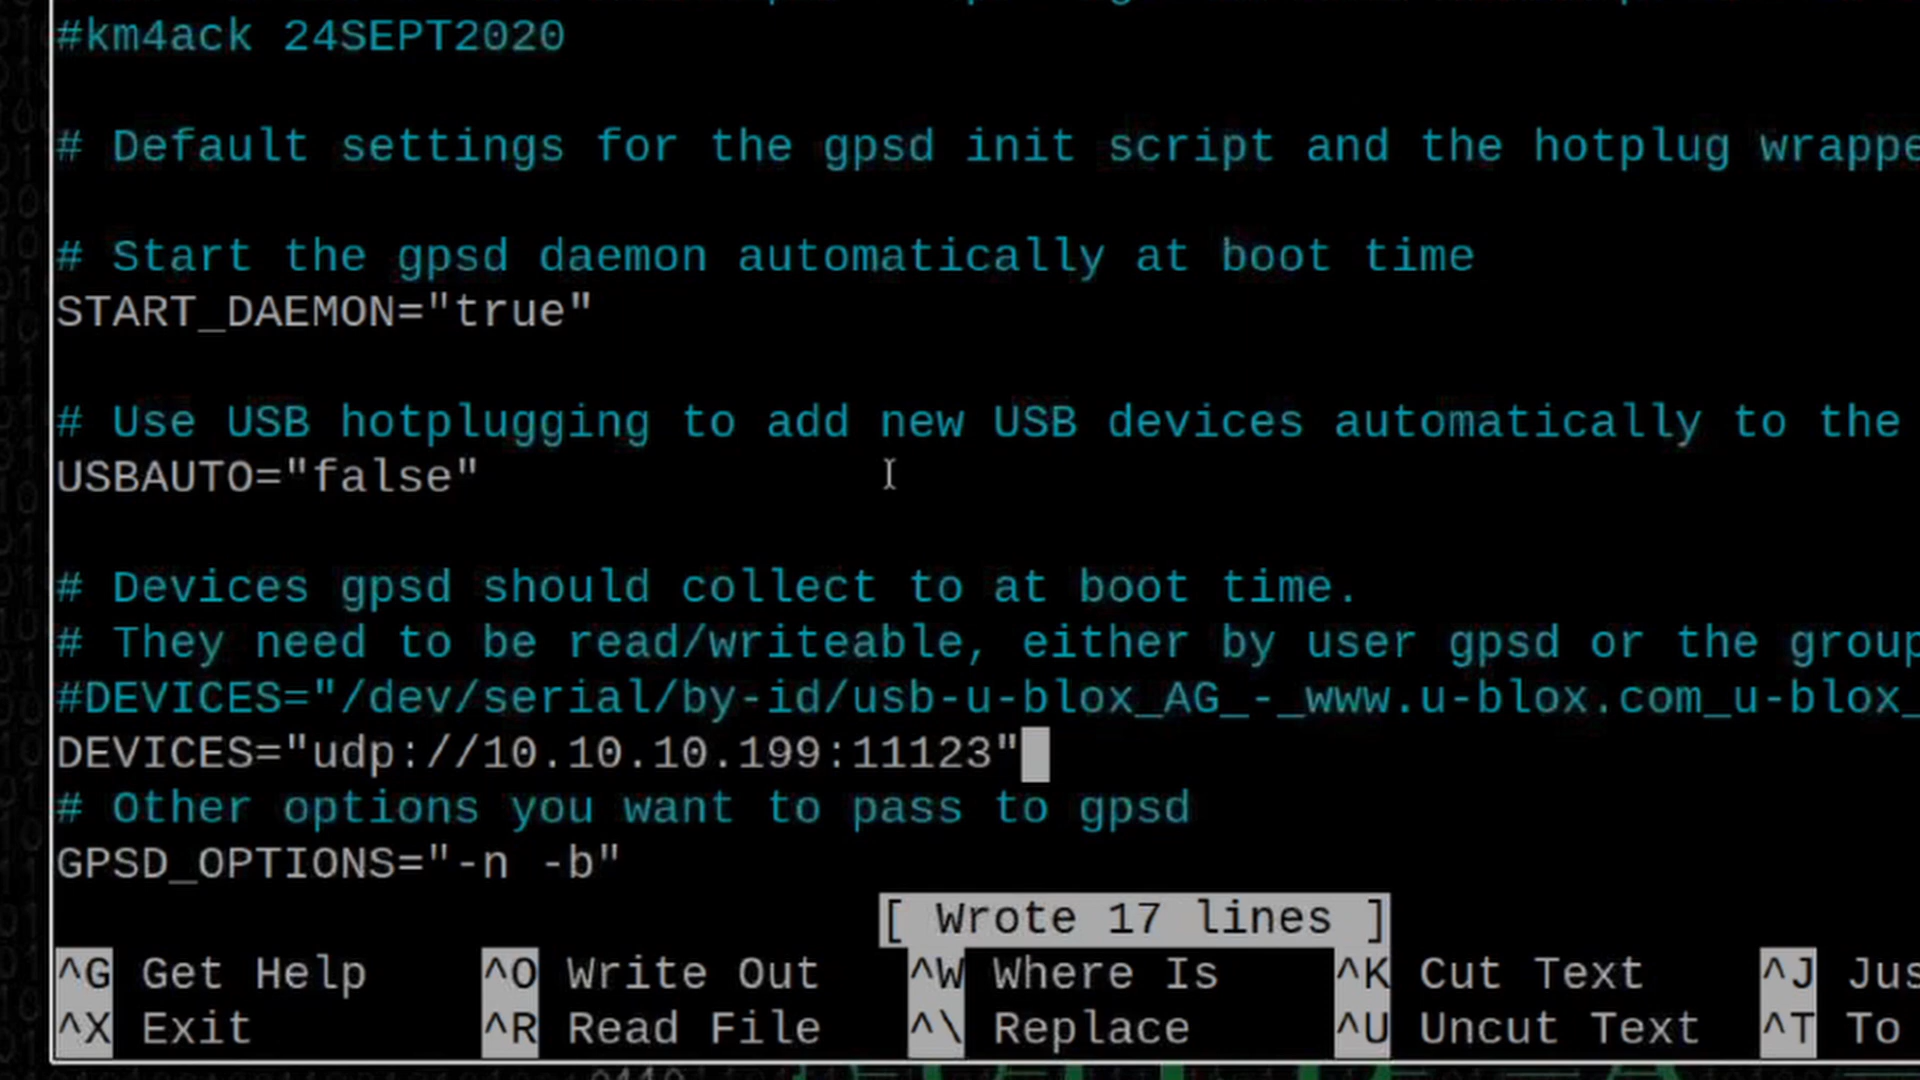 #km4ack 24SEPT2020
# Default settings for the gpsd init script and the hotplug
# Start the gpsd daemon automatically at boot time
START_DAEMON="true"
# Use USB hotplugging to add new USB devices automatically to the
USBAUTO="false"
# Devices gpsd should collect to at boot time.
# They need to be read/writeable, either by user gpsd or the group
#DEVICES="/dev/serial/by-id/usb-u-blox_AG_-_www.u-blox.com_u-blox_
DEVICES="udp://10.10.10.199:11123"
# Other options you want to pass to gpsd
GPSD_OPTIONS="-n -b"
[ Wrote 17 lines ]
^G Get Help ^O Write Out ^W Where Is ^K Cut Text ^J
^X Exit ^R Read File ^\ Replace ^U Uncut Text ^T To